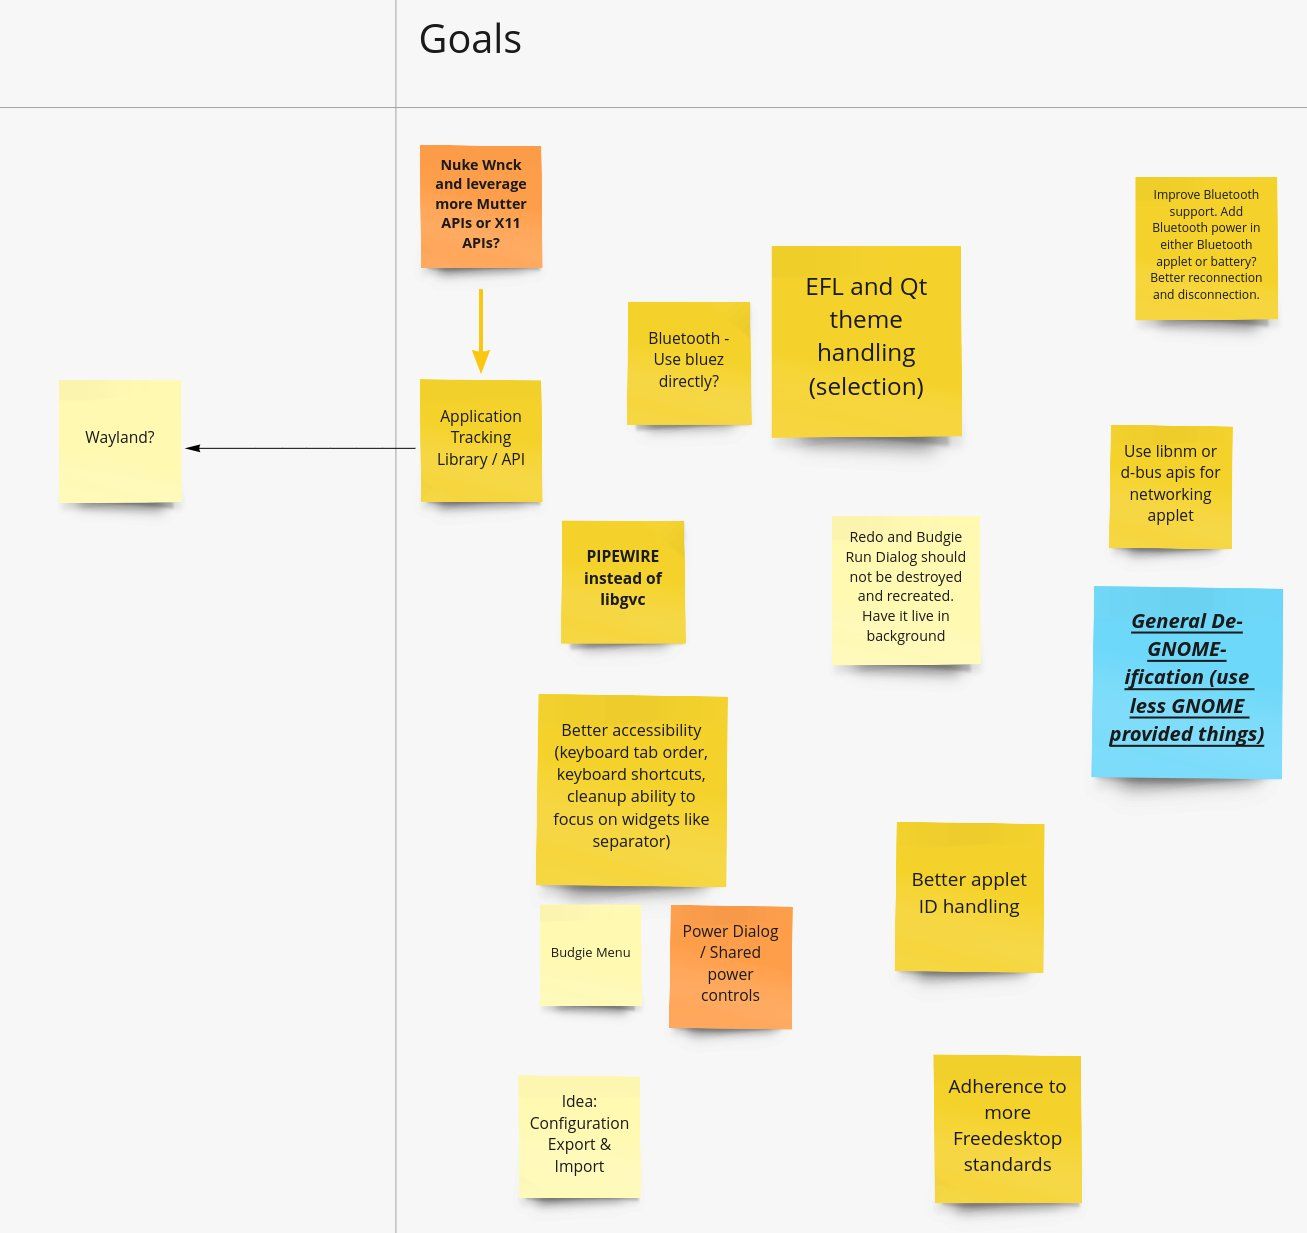 Goals
Nuke Wnck
and leverage
more Mutter
APIs or X11
APIs?
Improve Bluetooth
support. Add
Bluetooth power in
either Bluetooth
applet or battery?
Better reconnection
and disconnection.
EFL and Qt
theme
handling
(selection)
Bluetooth -
Use bluez
directly?
Wayland?
Application
Tracking
Library / API
Use libnm or
d-bus apis for
networking
applet
PIPEWIRE
instead of
libgvc
Redo and Budgie
Run Dialog should
not be destroyed
and recreated.
Have it live in
background
General De-
GNOME-
ification (use
less GNOME
provided things)
Better accessibility
(keyboard tab order,
keyboard shortcuts,
cleanup ability to
focus on widgets like
separator)
Better applet
ID handling
Budgie Menu
Power Dialog
/ Shared
power
controls
Idea:
Configuration
Export &
Import
Adherence to
more
Freedesktop
standards